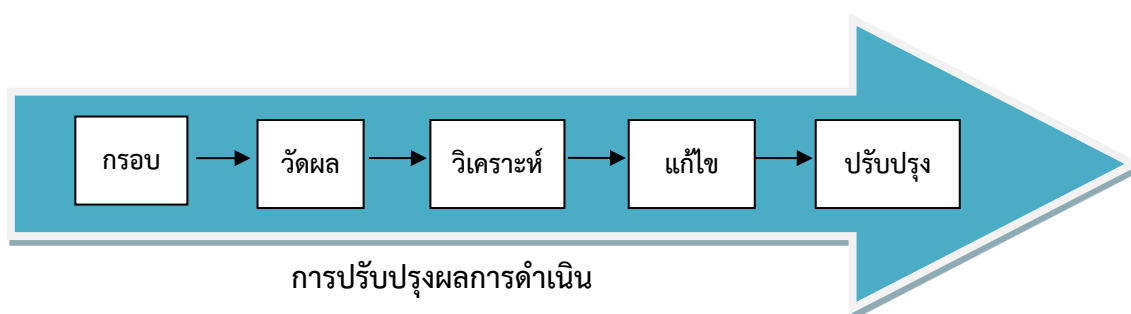 กรอบ
วัดผล
วิเคราะห์
แก้ไข
ปรับปรุง
การปรับปรุงผลการดำเนิน